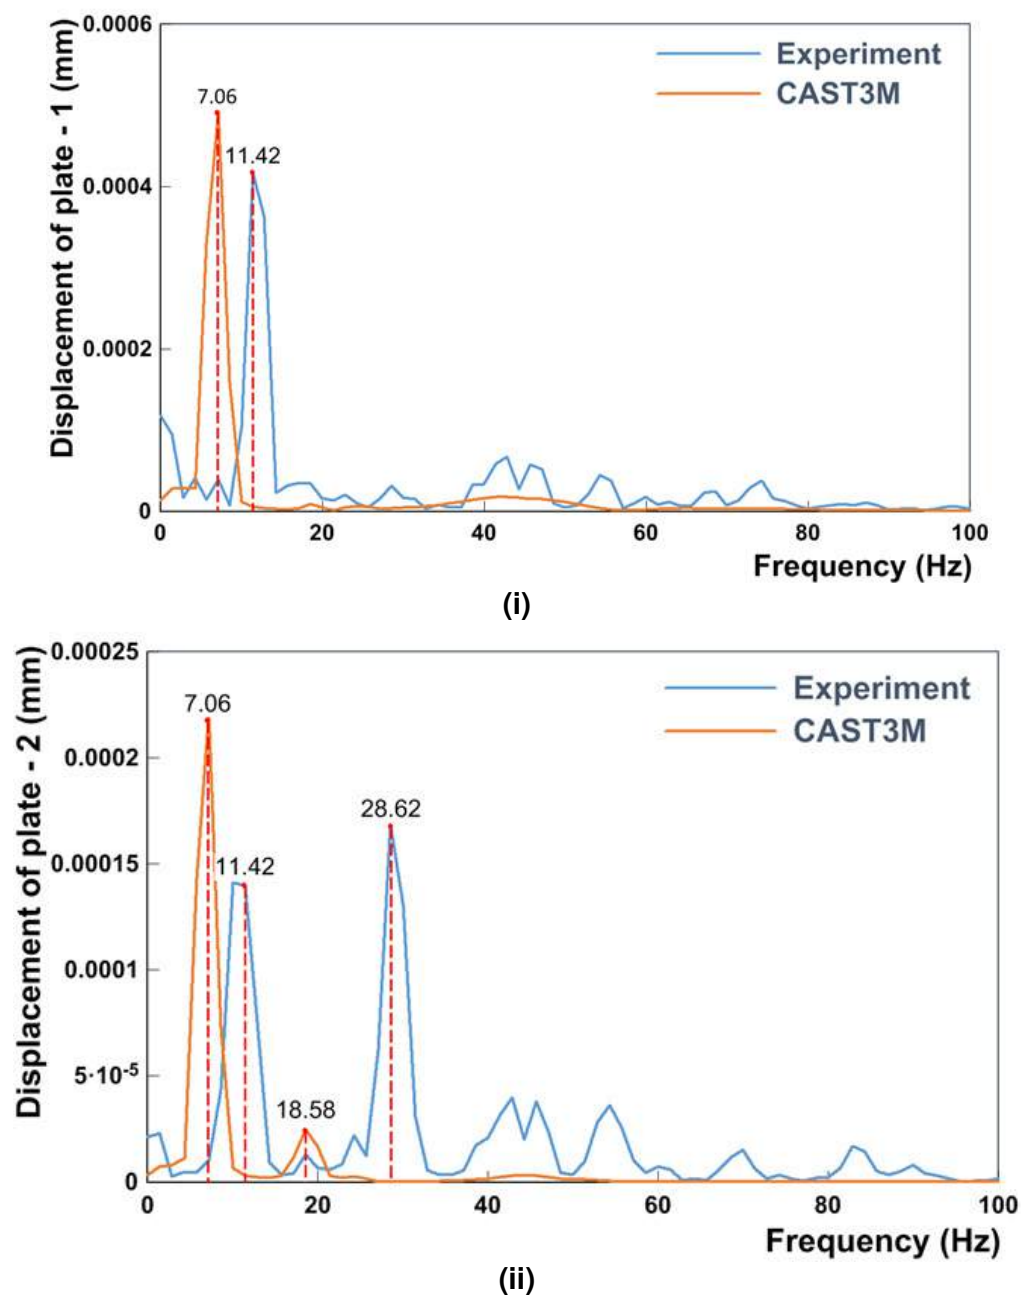 Displacement of plate - 1 (mm)
0.0006
0.0004
0.0002
0
7.06
11.42
Experiment
CAST3M
0 20 40 60 80 100
Frequency (Hz)
(i)
Displacement of plate - 2 (mm)
0.00025
0.0002
0.00015
0.0001
5·10⁻⁵
0
7.06
11.42
18.58
28.62
Experiment
CAST3M
0 20 40 60 80 100
Frequency (Hz)
(ii)